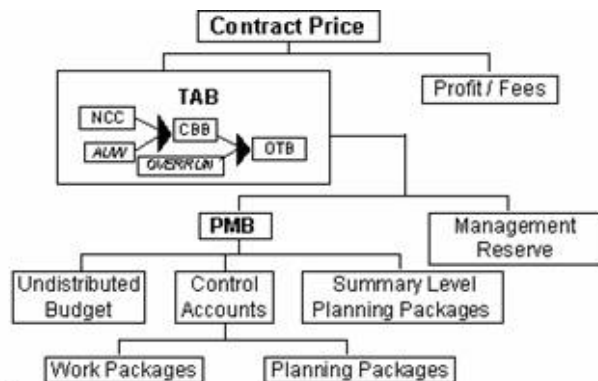 Contract Price
TAB
Profit / Fees
NCC
CBB
AUW
OVERRUN
OTB
PMB
Management
Reserve
Undistributed
Budget
Control
Accounts
Summary Level
Planning Packages
Work Packages
Planning Packages